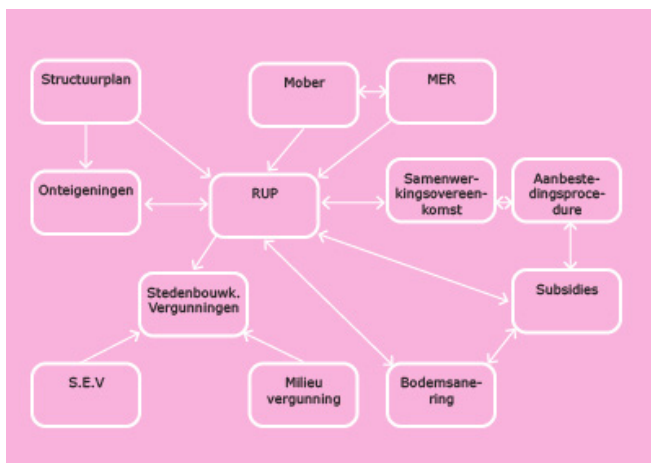 Structuurplan
Mober
MER
Onteigeningen
RUP
Samenwer-
kingsovereen-
komst
Aanbeste-
dingsproce-
dure
Stedenbouwk.
Vergunningen
Subsidies
S.E.V
Milieu
vergunning
Bodemsane-
ring